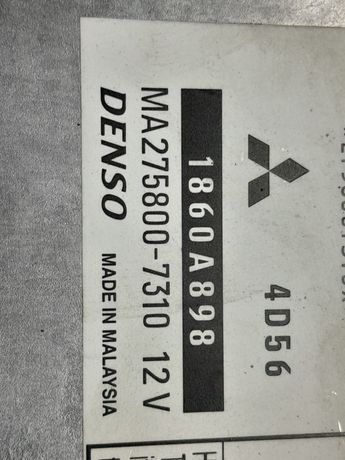 4D56
1860A898
MA275800-7310 12V
DENSO MADE IN MALAYSIA